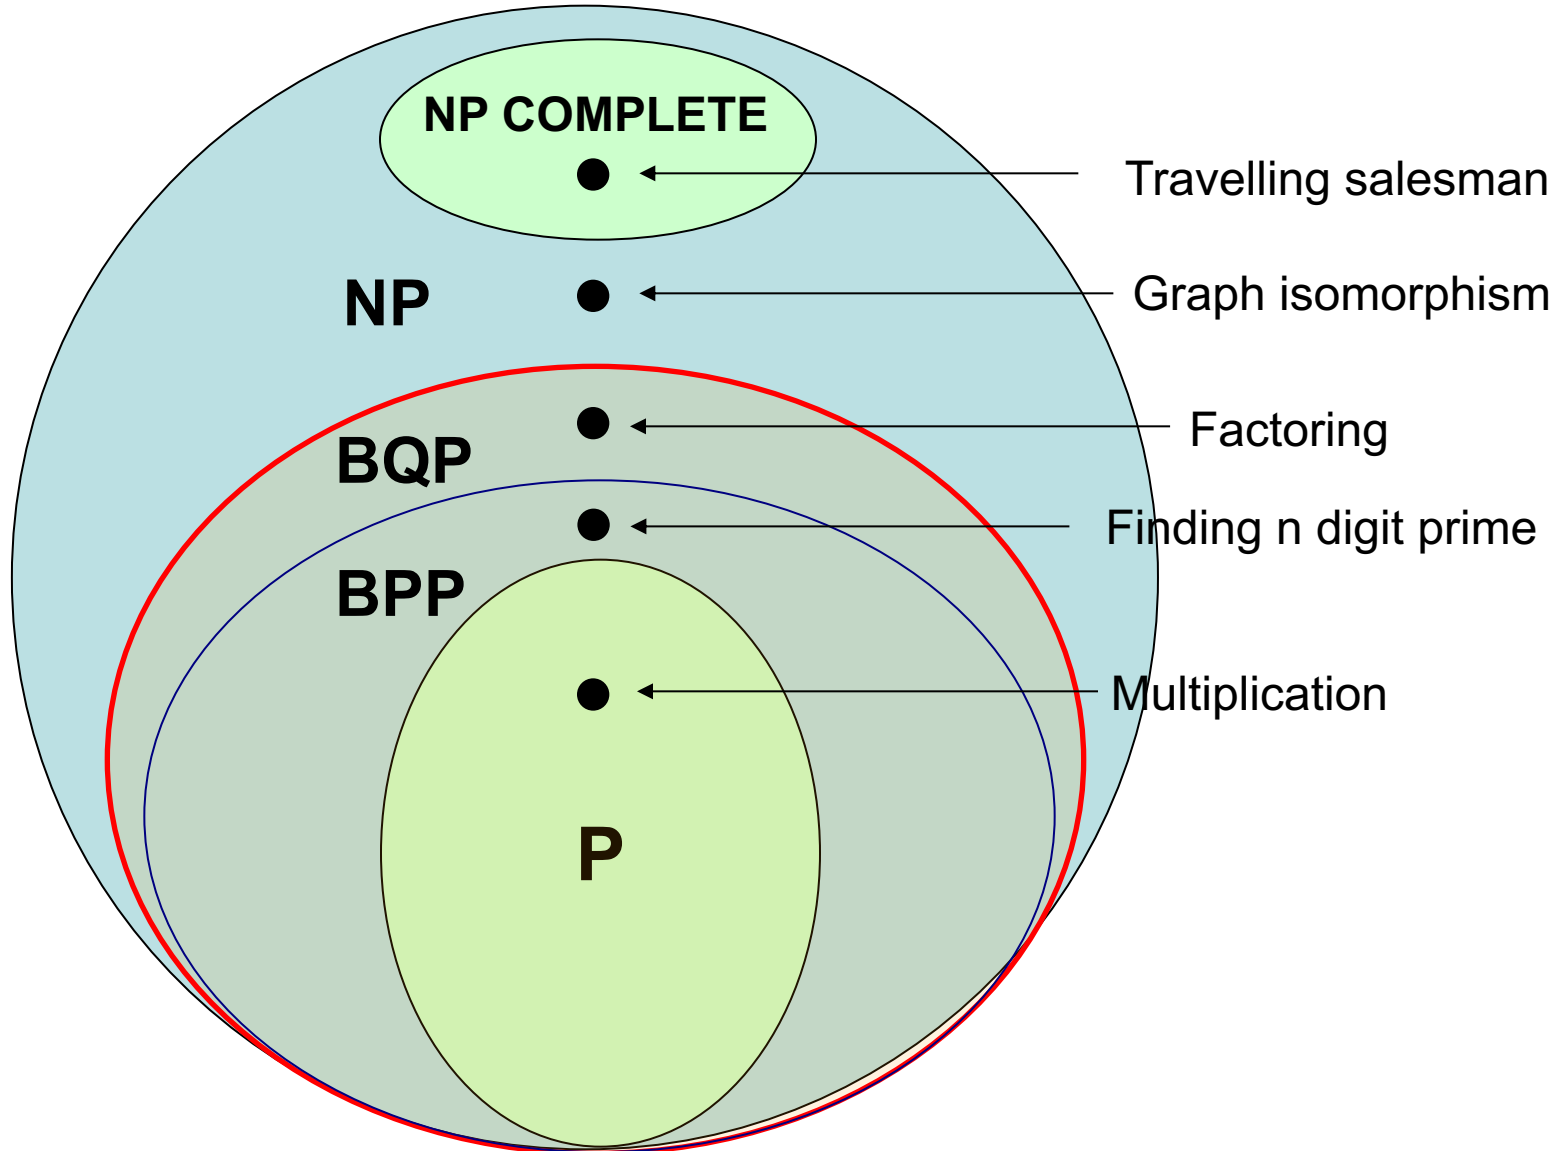 NP COMPLETE
Travelling salesman
NP
Graph isomorphism
Factoring
BQP
Finding n digit prime
BPP
Multiplication
P